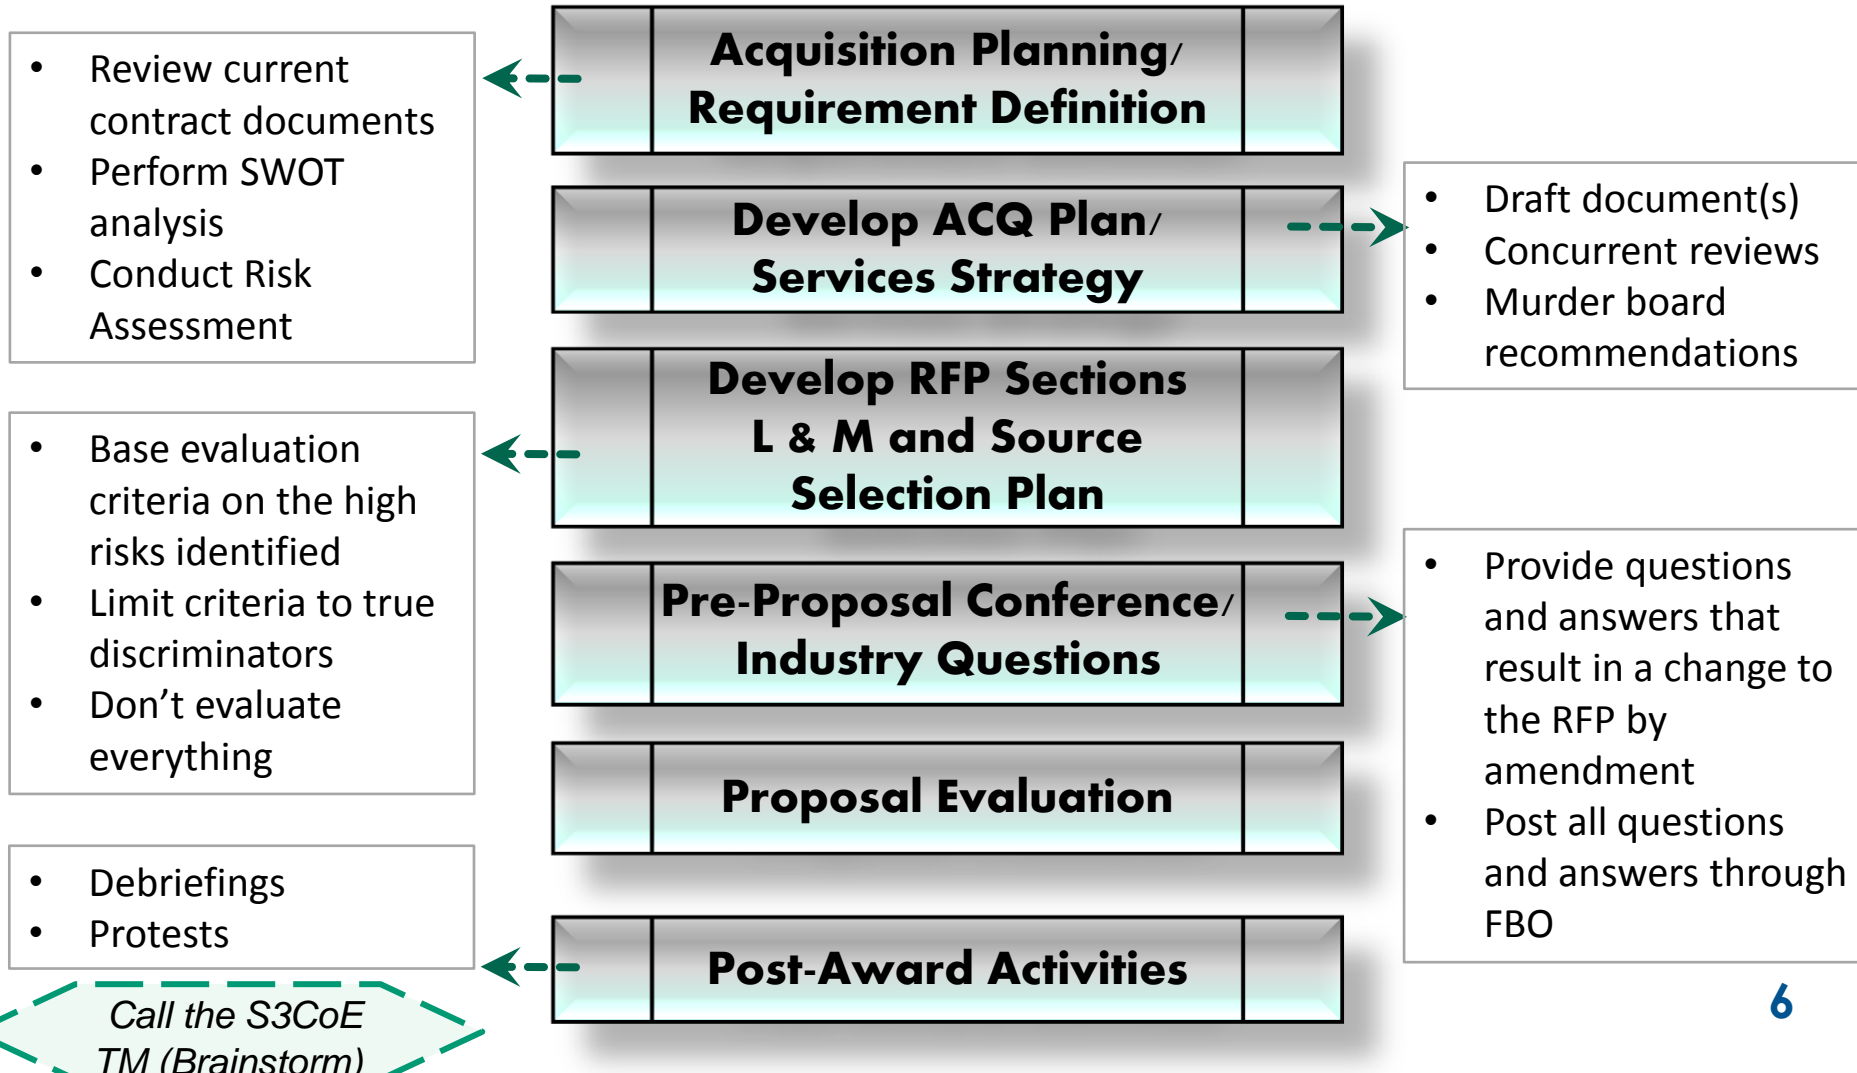 Acquisition Planning/
Requirement Definition
• Review current
contract documents
• Perform SWOT
analysis
• Conduct Risk
Assessment
Develop ACQ Plan/
Services Strategy
• Draft document(s)
• Concurrent reviews
• Murder board
recommendations
Develop RFP Sections
L & M and Source
Selection Plan
• Base evaluation
criteria on the high
risks identified
• Limit criteria to true
discriminators
• Don’t evaluate
everything
Pre-Proposal Conference/
Industry Questions
• Provide questions
and answers that
result in a change to
the RFP by
amendment
• Post all questions
and answers through
FBO
Proposal Evaluation
Post-Award Activities
• Debriefings
• Protests
Call the S3CoE
TM (Brainstorm)
6